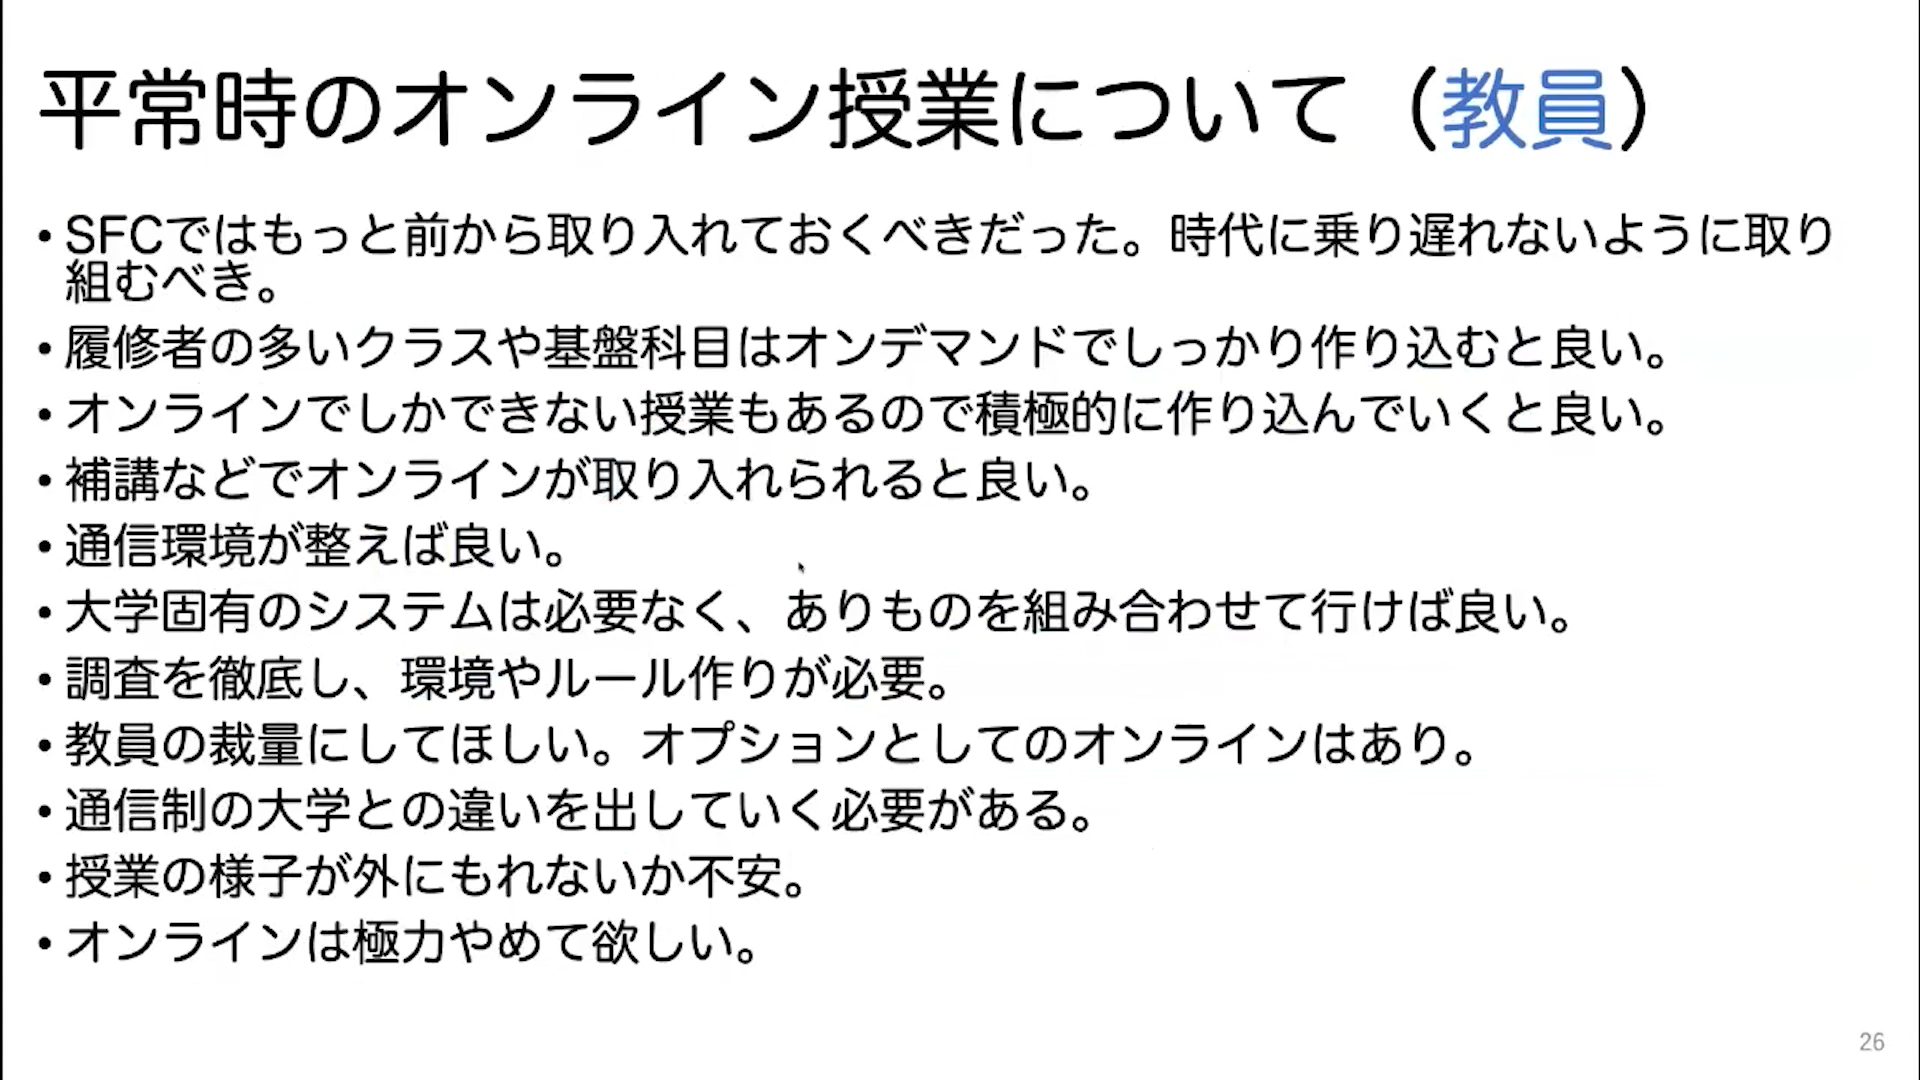 平常時のオンライン授業について（教員）
• SFCではもっと前から取り入れておくべきだった。時代に乗り遅れないように取り
組むべき。
• 履修者の多いクラスや基盤科目はオンデマンドでしっかり作り込むと良い。
• オンラインでしかできない授業もあるので積極的に作り込んでいくと良い。
• 補講などでオンラインが取り入れられると良い。
• 通信環境が整えば良い。
• 大学固有のシステムは必要なく、ありものを組み合わせて行けば良い。
• 調査を徹底し、環境やルール作りが必要。
• 教員の裁量にしてほしい。オプションとしてのオンラインはあり。
• 通信制の大学との違いを出していく必要がある。
• 授業の様子が外にもれないか不安。
• オンラインは極力やめて欲しい。
26